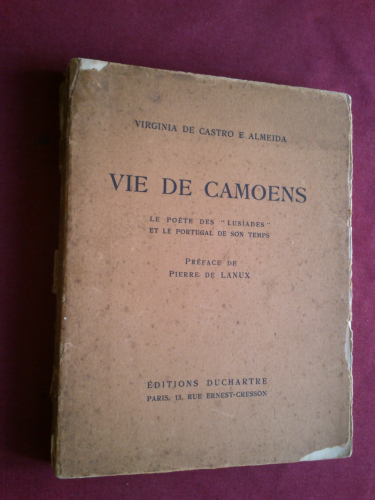 VIRGINIA DE CASTRO E ALMEIDA
VIE DE CAMOENS
LE POÈTE DES "LUSIADES"
ET LE PORTUGAL DE SON TEMPS
PRÉFACE DE
PIERRE DE LANUX
ÉDITIONS DUCHARTRE
PARIS, 15, RUE ERNEST-CRESSON